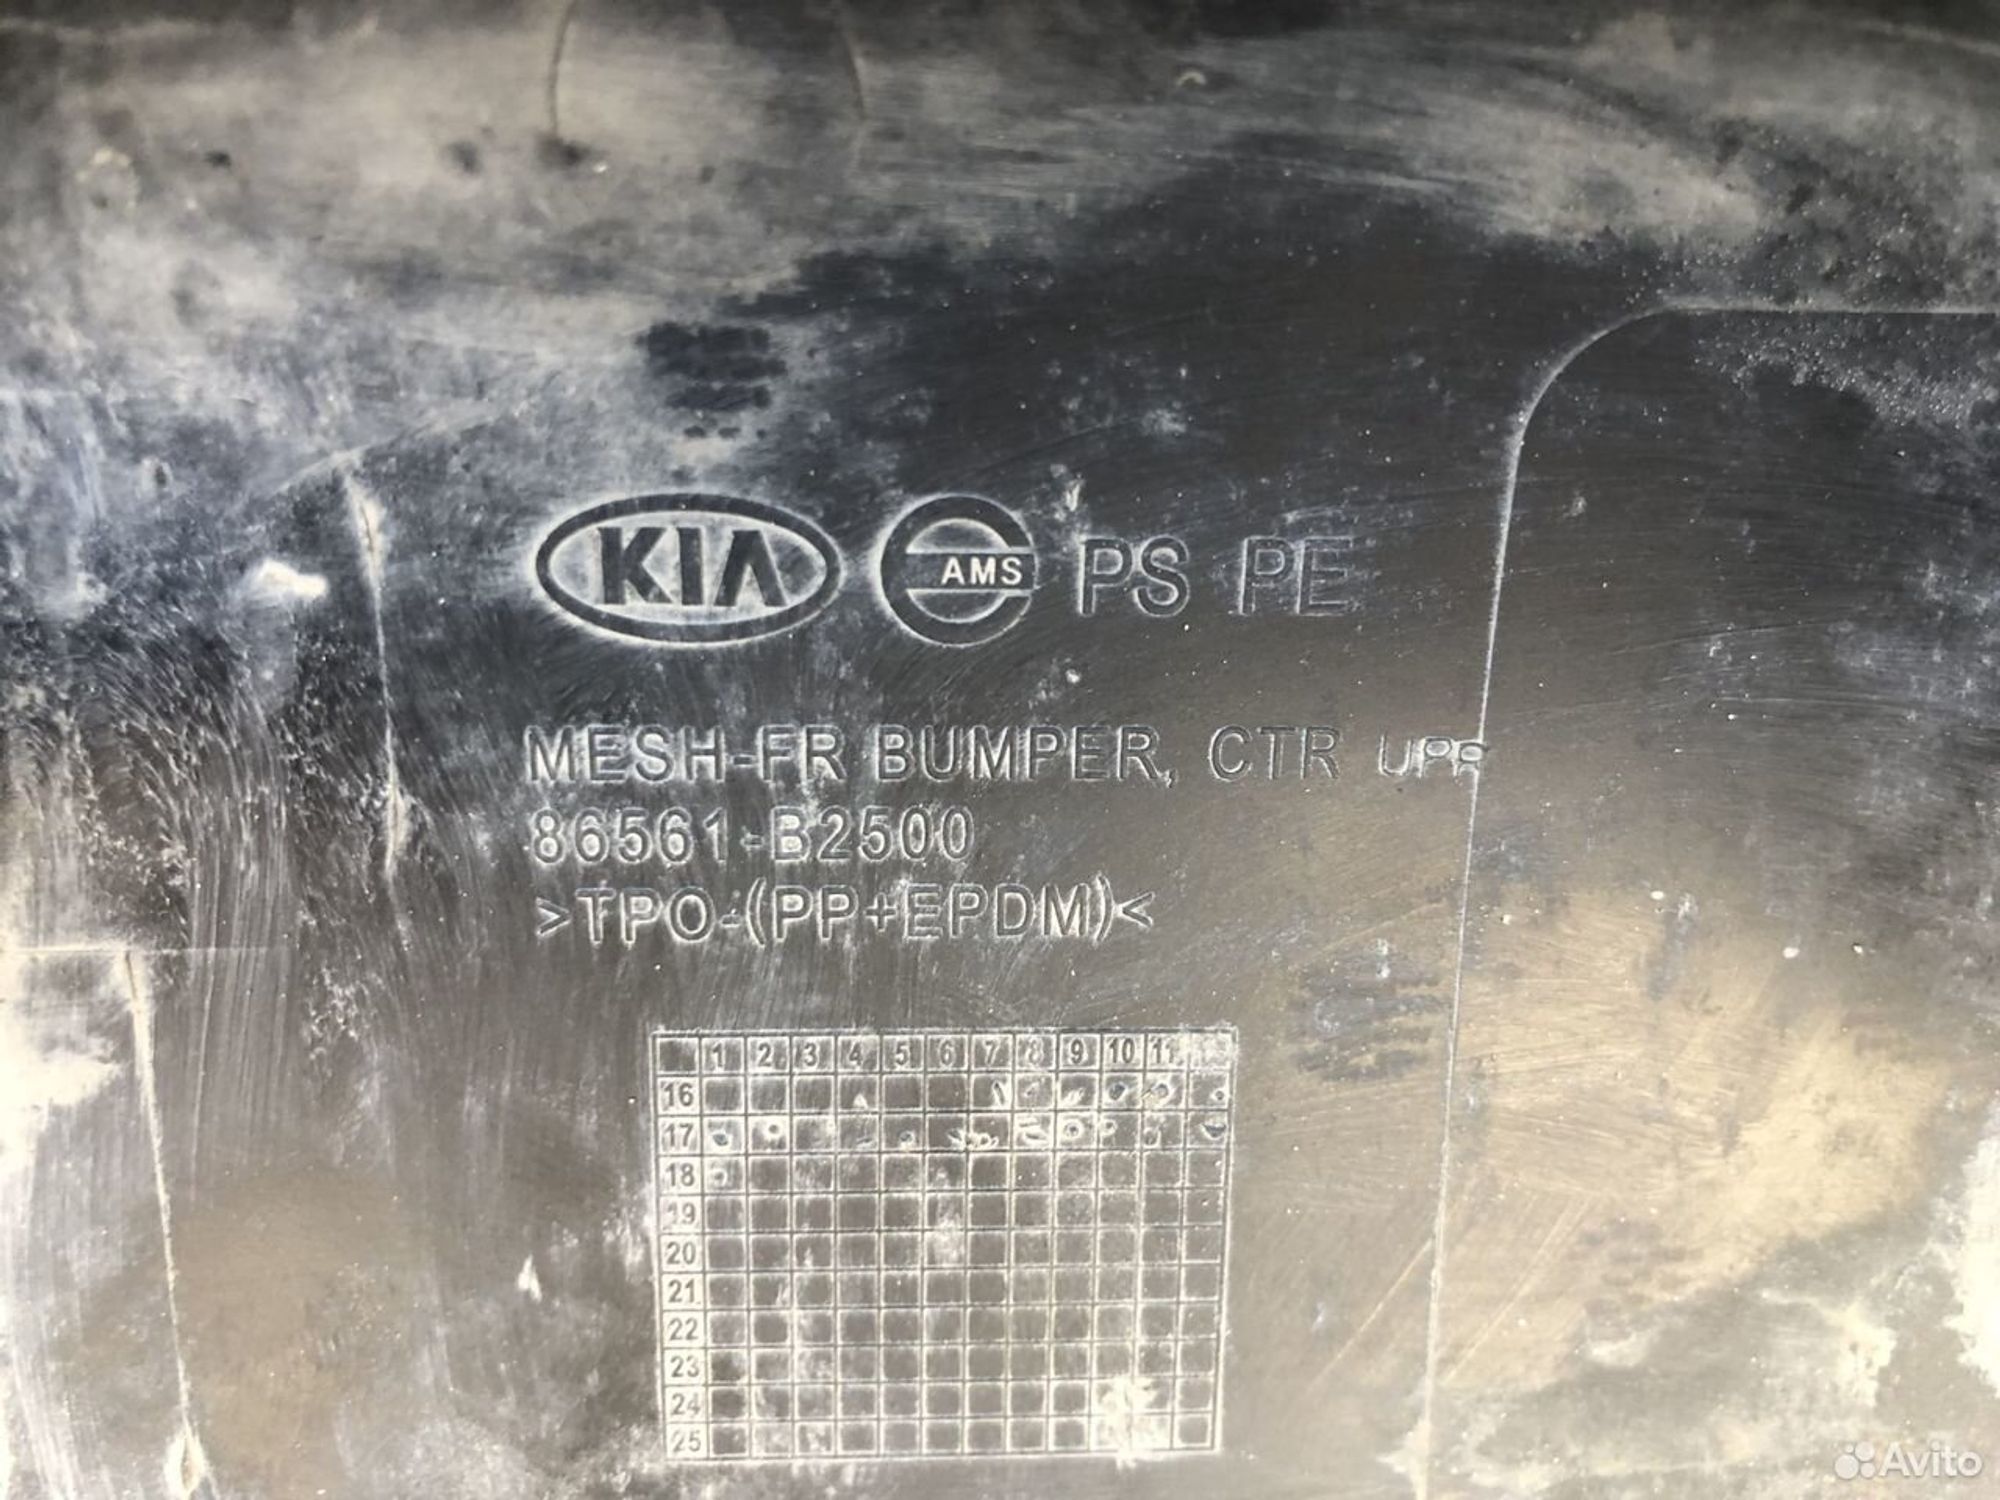 KIA AMS PS PE
MESH-FR BUMPER, CTR UPR
86561-B2500
>TPO-(PP+EPDM)<
1 2 3 4 5 6 7 8 9 10 11
16
17
18
19
20
21
22
23
24
25
Avito